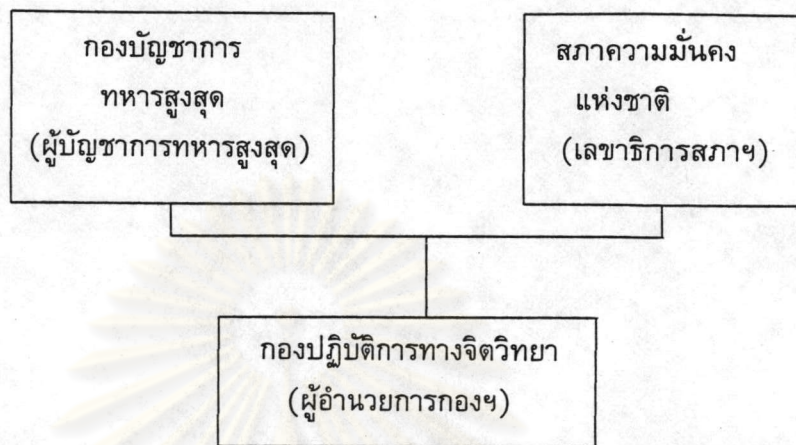 กองบัญชาการ
ทหารสูงสุด
(ผู้บัญชาการทหารสูงสุด)
สภาความมั่นคง
แห่งชาติ
(เลขาธิการสภาฯ)
กองปฏิบัติการทางจิตวิทยา
(ผู้อำนวยการกองฯ)